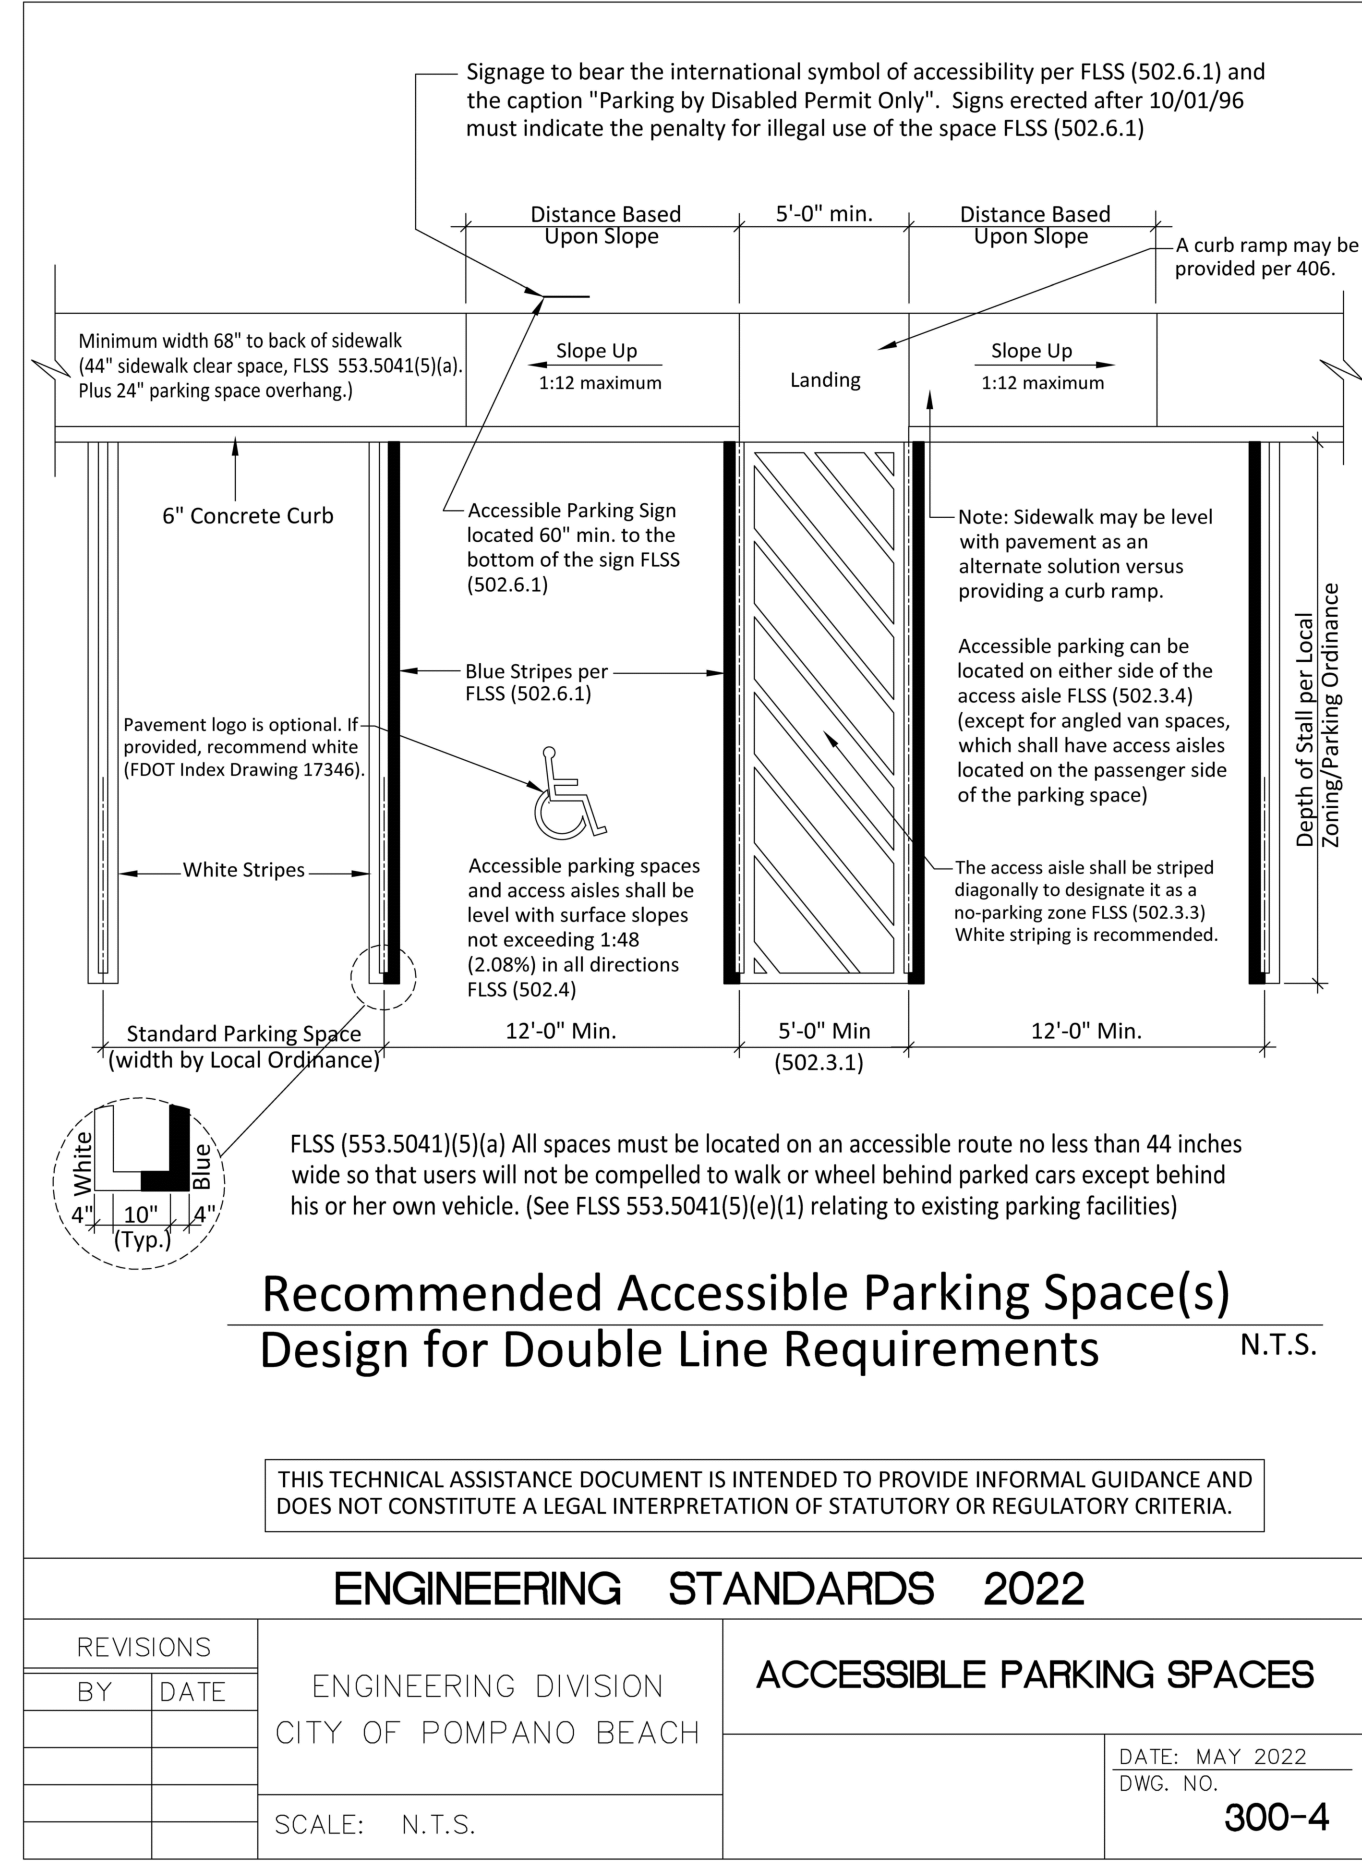 Signage to bear the international symbol of accessibility per FLSS (502.6.1) and
the caption "Parking by Disabled Permit Only".  Signs erected after 10/01/96
must indicate the penalty for illegal use of the space FLSS (502.6.1)
Distance Based
Upon Slope
5'-0" min.
Distance Based
Upon Slope
A curb ramp may be
provided per 406.
Minimum width 68" to back of sidewalk
(44" sidewalk clear space, FLSS  553.5041(5)(a).
Plus 24" parking space overhang.)
Slope Up
1:12 maximum
Landing
Slope Up
1:12 maximum
6" Concrete Curb
Accessible Parking Sign
located 60" min. to the
bottom of the sign FLSS
(502.6.1)
Note: Sidewalk may be level
with pavement as an
alternate solution versus
providing a curb ramp.
Accessible parking can be
located on either side of the
access aisle FLSS (502.3.4)
(except for angled van spaces,
which shall have access aisles
located on the passenger side
of the parking space)
Depth of Stall per Local
Zoning/Parking Ordinance
Blue Stripes per
FLSS (502.6.1)
Pavement logo is optional. If
provided, recommend white
(FDOT Index Drawing 17346).
White Stripes
Accessible parking spaces
and access aisles shall be
level with surface slopes
not exceeding 1:48
(2.08%) in all directions
FLSS (502.4)
The access aisle shall be striped
diagonally to designate it as a
no-parking zone FLSS (502.3.3)
White striping is recommended.
Standard Parking Space
(width by Local Ordinance)
12'-0" Min.
5'-0" Min
(502.3.1)
12'-0" Min.
White
Blue
4"
10"
(Typ.)
4"
FLSS (553.5041)(5)(a) All spaces must be located on an accessible route no less than 44 inches
wide so that users will not be compelled to walk or wheel behind parked cars except behind
his or her own vehicle. (See FLSS 553.5041(5)(e)(1) relating to existing parking facilities)
Recommended Accessible Parking Space(s)
Design for Double Line Requirements
N.T.S.
THIS TECHNICAL ASSISTANCE DOCUMENT IS INTENDED TO PROVIDE INFORMAL GUIDANCE AND
DOES NOT CONSTITUTE A LEGAL INTERPRETATION OF STATUTORY OR REGULATORY CRITERIA.
ENGINEERING STANDARDS 2022
REVISIONS
BY DATE
ENGINEERING DIVISION
CITY OF POMPANO BEACH
SCALE: N.T.S.
ACCESSIBLE PARKING SPACES
DATE: MAY 2022
DWG. NO.
300-4